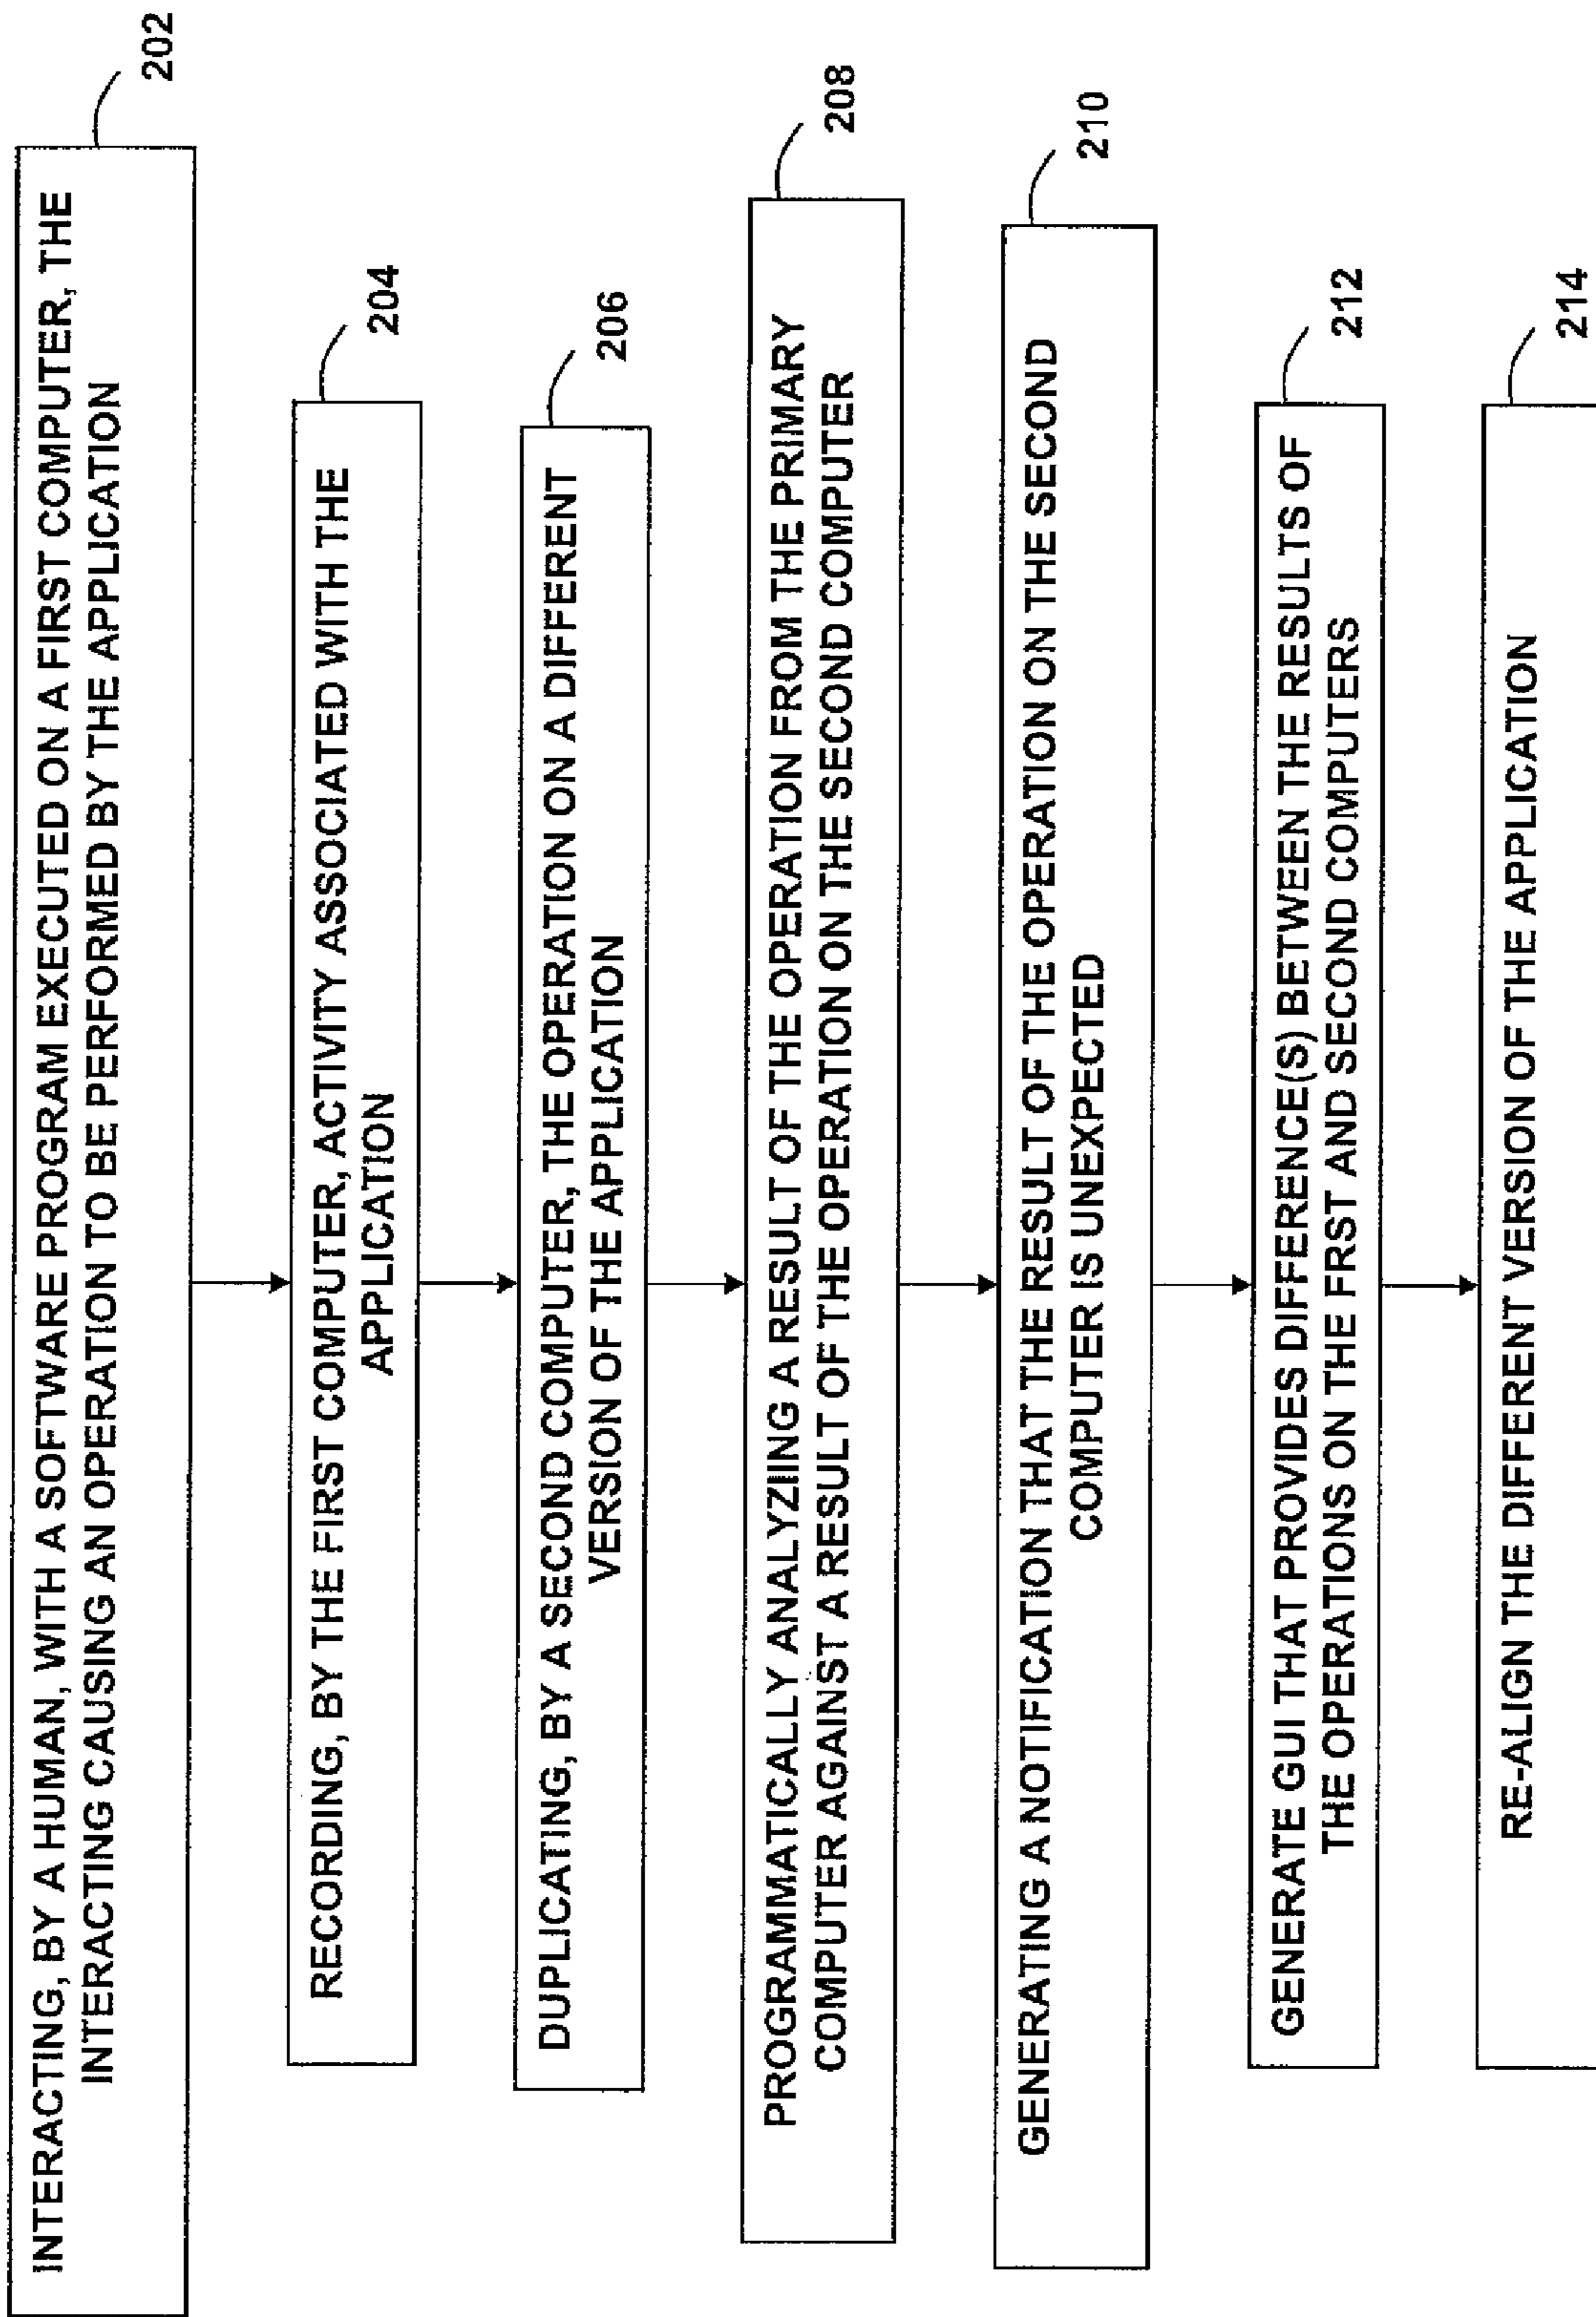 INTERACTING, BY A HUMAN, WITH A SOFTWARE PROGRAM EXECUTED ON A FIRST COMPUTER, THE
INTERACTING CAUSING AN OPERATION TO BE PERFORMED BY THE APPLICATION
202
RECORDING, BY THE FIRST COMPUTER, ACTIVITY ASSOCIATED WITH THE
APPLICATION
204
DUPLICATING, BY A SECOND COMPUTER, THE OPERATION ON A DIFFERENT
VERSION OF THE APPLICATION
206
PROGRAMMATICALLY ANALYZIING A RESULT OF THE OPERATION FROM THE PRIMARY
COMPUTER AGAINST A RESULT OF THE OPERATION ON THE SECOND COMPUTER
208
GENERATING A NOTIFICATION THAT THE RESULT OF THE OPERATION ON THE SECOND
COMPUTER IS UNEXPECTED
210
GENERATE GUI THAT PROVIDES DIFFERENCE(S) BETWEEN THE RESULTS OF
THE OPERATIONS ON THE FRST AND SECOND COMPUTERS
212
RE-ALIGN THE DIFFERENT VERSION OF THE APPLICATION
214